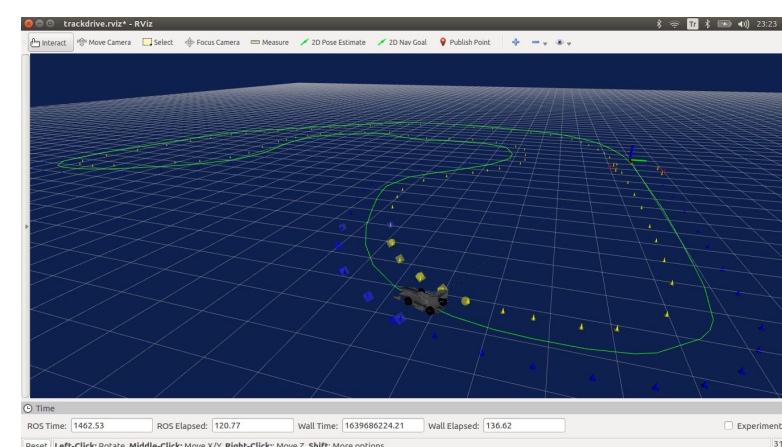 trackdrive.rviz* - RViz
Tr
23:23
Interact Move Camera Select Focus Camera Measure 2D Pose Estimate 2D Nav Goal Publish Point
Time
ROS Time: 1462.53 ROS Elapsed: 120.77 Wall Time: 1639686224.21 Wall Elapsed: 136.62 Experiment
Reset Left-Click: Rotate. Middle-Click: Move X/Y. Right-Click:: Move Z. Shift: More options.
31